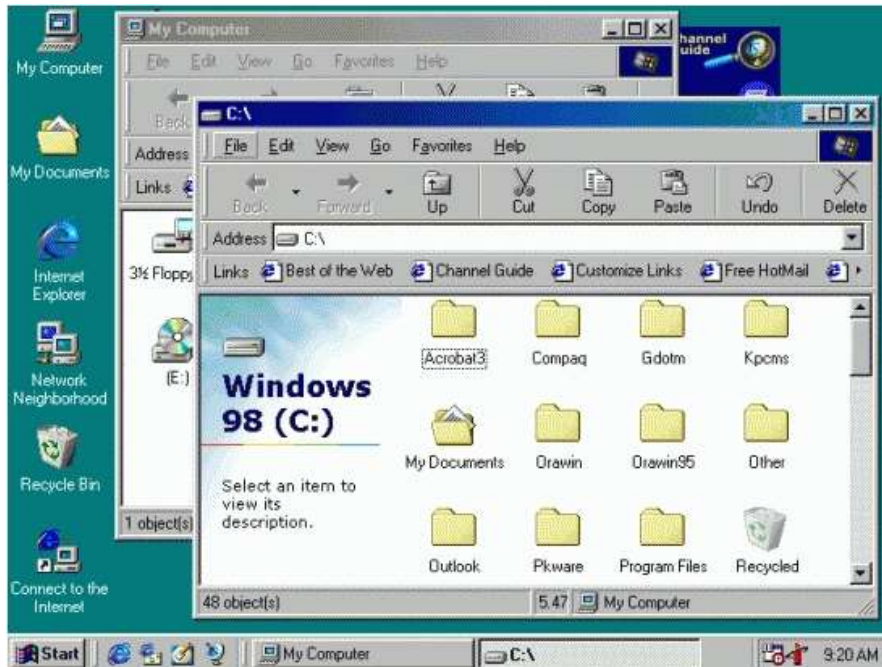 My Computer
My Documents
Internet
Explorer
Network
Neighborhood
Recycle Bin
Connect to the
Internet
My Computer
File Edit View Go Favorites Help
Back
Address
Links
3½ Floppy
(E:)
1 object(s)
hannel
uide
C:\
File Edit View Go Favorites Help
Back Forward Up Cut Copy Paste Undo Delete
Address C:\
Links Best of the Web Channel Guide Customize Links Free HotMail
Windows
98 (C:)
Select an item to
view its
description.
Acrobat3 Compaq Gdotm Kpcms
My Documents Orawin Orawin95 Other
Outlook Pkware Program Files Recycled
48 object(s) 5.47 My Computer
Start My Computer C:\ 9:20 AM